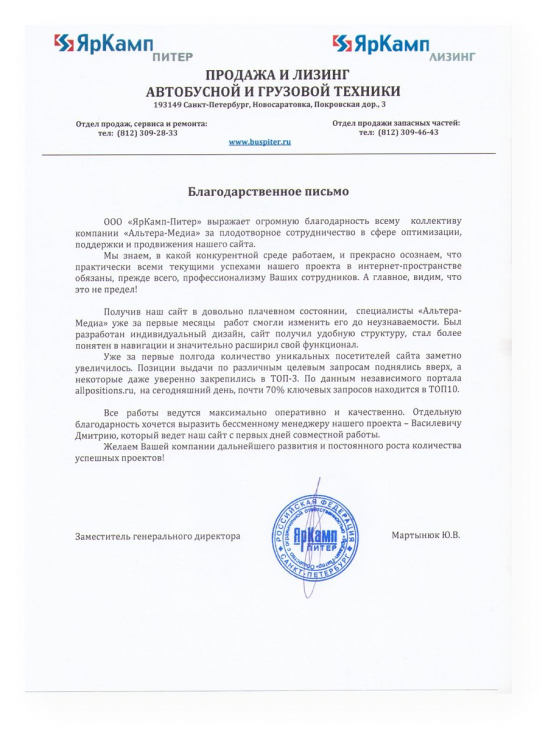 ЯрКамп ЯрКамп
ПИТЕР ЛИЗИНГ
ПРОДАЖА И ЛИЗИНГ
АВТОБУСНОЙ И ГРУЗОВОЙ ТЕХНИКИ
193149 Санкт-Петербург, Новосаратовка, Покровская дор., 3
Отдел продаж, сервиса и ремонта: Отдел продажи запасных частей:
тел: (812) 309-28-33 тел: (812) 309-46-43
www.buspiter.ru
Благодарственное письмо
ООО «ЯрКамп-Питер» выражает огромную благодарность всему коллективу
компании «Альтера-Медиа» за плодотворное сотрудничество в сфере оптимизации,
поддержки и продвижения нашего сайта.
Мы знаем, в какой конкурентной среде работаем, и прекрасно осознаем, что
практически всеми текущими успехами нашего проекта в интернет-пространстве
обязаны, прежде всего, профессионализму Ваших сотрудников. А главное, видим, что
это не предел!
Получив наш сайт в довольно плачевном состоянии, специалисты «Альтера-
Медиа» уже за первые месяцы работ смогли изменить его до неузнаваемости. Был
разработан индивидуальный дизайн, сайт получил удобную структуру, стал более
понятен в навигации и значительно расширил свой функционал.
Уже за первые полгода количество уникальных посетителей сайта заметно
увеличилось. Позиции выдачи по различным целевым запросам поднялись вверх, а
некоторые даже уверенно закрепились в ТОП-3. По данным независимого портала
allpositions.ru, на сегодняшний день, почти 70% ключевых запросов находится в ТОП10.
Все работы ведутся максимально оперативно и качественно. Отдельную
благодарность хочется выразить бессменному менеджеру нашего проекта – Василевичу
Дмитрию, который ведет наш сайт с первых дней совместной работы.
Желаем Вашей компании дальнейшего развития и постоянного роста количества
успешных проектов!
Заместитель генерального директора Мартынюк Ю.В.
РОССИЙСКАЯ ФЕДЕРАЦИЯ
ЯрКамп
ПИТЕР
САНКТ-ПЕТЕРБУРГ